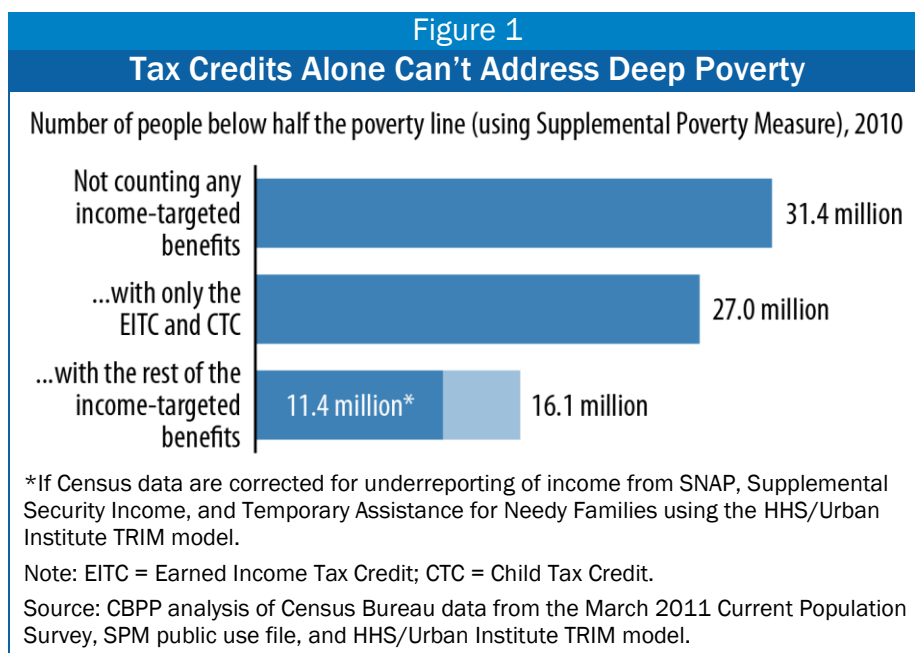 Figure 1
Tax Credits Alone Can’t Address Deep Poverty
Number of people below half the poverty line (using Supplemental Poverty Measure), 2010
Not counting any
income-targeted
benefits
31.4 million
...with only the
EITC and CTC
27.0 million
...with the rest of the
income-targeted
benefits
11.4 million*
16.1 million
*If Census data are corrected for underreporting of income from SNAP, Supplemental
Security Income, and Temporary Assistance for Needy Families using the HHS/Urban
Institute TRIM model.
Note: EITC = Earned Income Tax Credit; CTC = Child Tax Credit.
Source: CBPP analysis of Census Bureau data from the March 2011 Current Population
Survey, SPM public use file, and HHS/Urban Institute TRIM model.